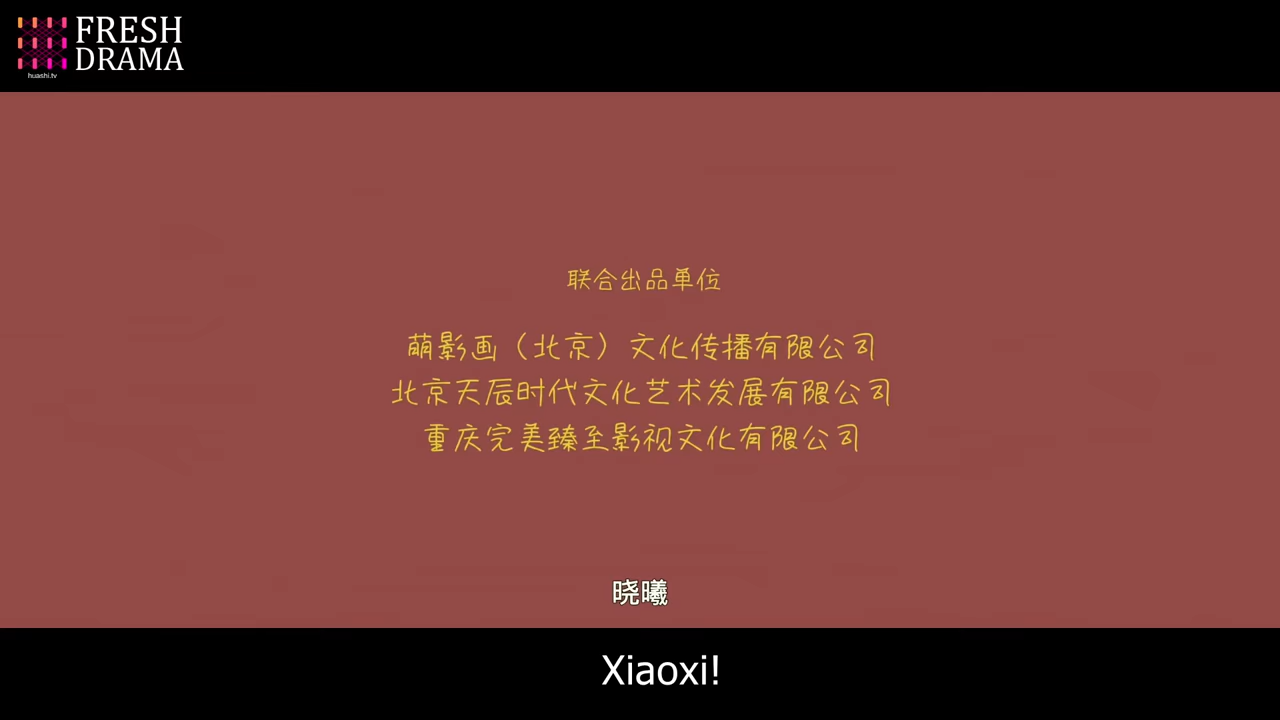 FRESH
DRAMA
huashi.tv
联合出品单位
萌影画（北京）文化传播有限公司
北京天辰时代文化艺术发展有限公司
重庆完美臻至影视文化有限公司
晓曦
Xiaoxi!